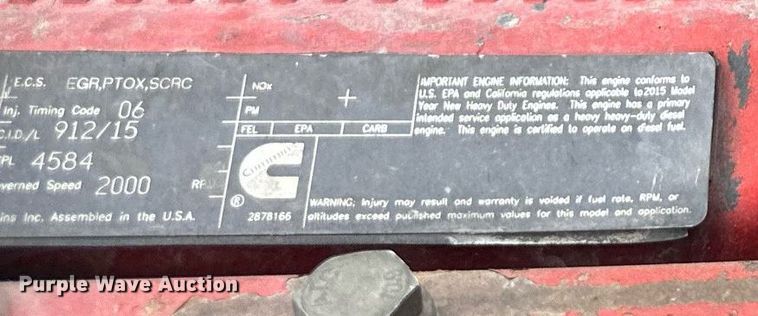 E.C.S. EGR,PTOX,SCRC
Inj. Timing Code 06
C.I.D./L 912/15
CPL 4584
verned Speed 2000 RP
ins Inc. Assembled in the U.S.A.
NOx
PM
FEL EPA CARB
Cummins
®
2878166
IMPORTANT ENGINE INFORMATION: This engine conforms to
U.S. EPA and California regulations applicable to 2015 Model
Year New Heavy Duty Engines. This engine has a primary
intended service application as a heavy heavy-duty diesel
engine. This engine is certified to operate on diesel fuel.
WARNING: Injury may result and warranty is voided if fuel rate, RPM, or
altitudes exceed published maximum values for this model and application.
Purple Wave Auction